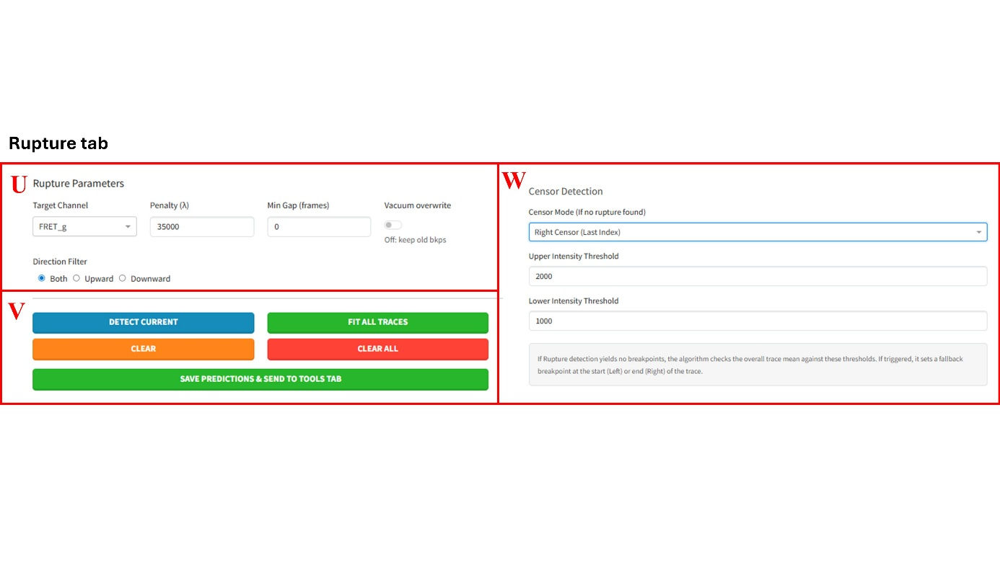 Rupture tab
U
Rupture Parameters
Target Channel
Penalty (λ)
Min Gap (frames)
Vacuum overwrite
FRET_g
35000
0
Off: keep old bkps
Direction Filter
Both
Upward
Downward
V
DETECT CURRENT
FIT ALL TRACES
CLEAR
CLEAR ALL
SAVE PREDICTIONS & SEND TO TOOLS TAB
W
Censor Detection
Censor Mode (If no rupture found)
Right Censor (Last Index)
Upper Intensity Threshold
2000
Lower Intensity Threshold
1000
If Rupture detection yields no breakpoints, the algorithm checks the overall trace mean against these thresholds. If triggered, it sets a fallback
breakpoint at the start (Left) or end (Right) of the trace.